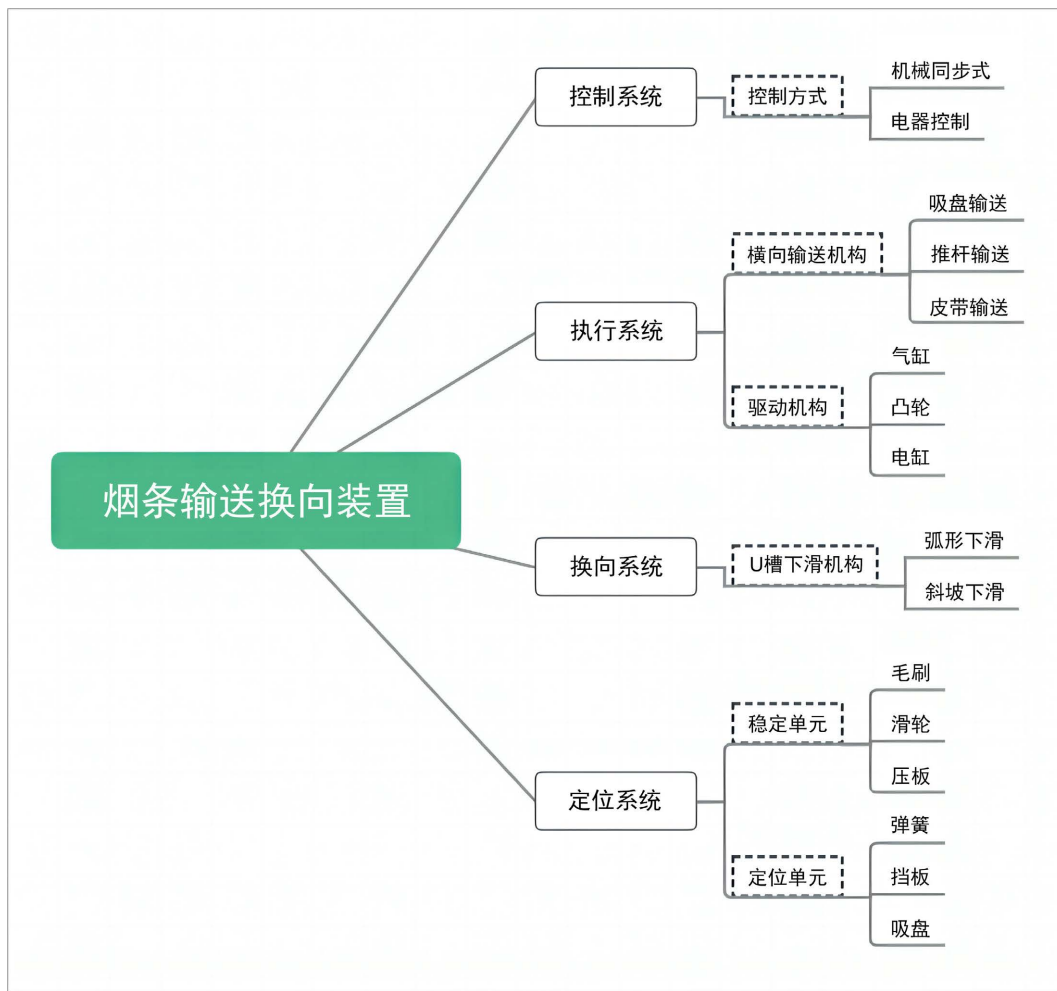 控制系统
控制方式
机械同步式
电器控制
执行系统
横向输送机构
吸盘输送
推杆输送
皮带输送
驱动机构
气缸
凸轮
电缸
烟条输送换向装置
换向系统
U槽下滑机构
弧形下滑
斜坡下滑
定位系统
稳定单元
毛刷
滑轮
压板
定位单元
弹簧
挡板
吸盘